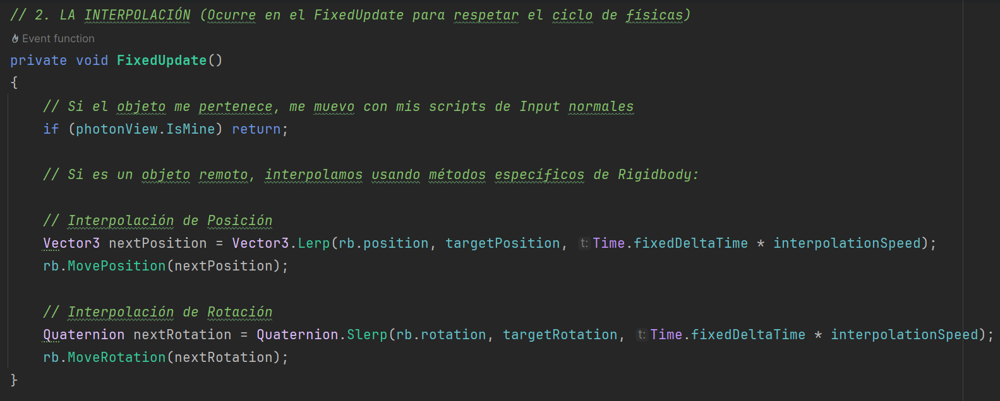 // 2. LA INTERPOLACIÓN (Ocurre en el FixedUpdate para respetar el ciclo de físicas)
Event function
private void FixedUpdate()
{
// Si el objeto me pertenece, me muevo con mis scripts de Input normales
if (photonView.IsMine) return;
// Si es un objeto remoto, interpolamos usando métodos específicos de Rigidbody:
// Interpolación de Posición
Vector3 nextPosition = Vector3.Lerp(rb.position, targetPosition, t: Time.fixedDeltaTime * interpolationSpeed);
rb.MovePosition(nextPosition);
// Interpolación de Rotación
Quaternion nextRotation = Quaternion.Slerp(rb.rotation, targetRotation, t: Time.fixedDeltaTime * interpolationSpeed);
rb.MoveRotation(nextRotation);
}